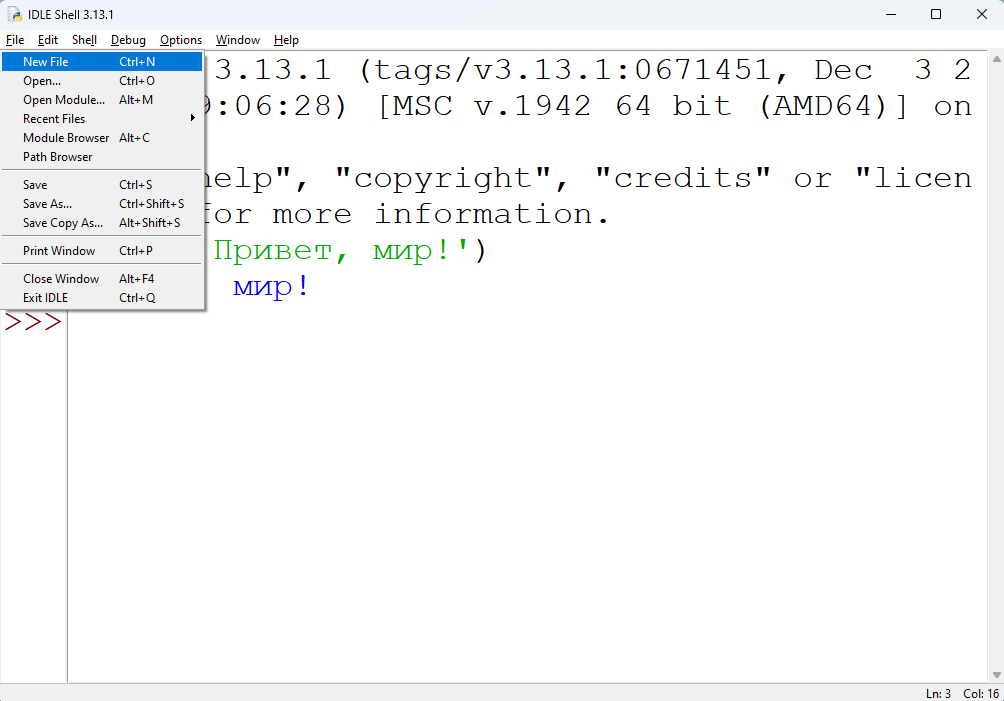 IDLE Shell 3.13.1
File Edit Shell Debug Options Window Help
New File Ctrl+N
Open... Ctrl+O
Open Module... Alt+M
Recent Files
Module Browser Alt+C
Path Browser
Save Ctrl+S
Save As... Ctrl+Shift+S
Save Copy As... Alt+Shift+S
Print Window Ctrl+P
Close Window Alt+F4
Exit IDLE Ctrl+Q
3.13.1 (tags/v3.13.1:0671451, Dec 3 2
:06:28) [MSC v.1942 64 bit (AMD64)] on
help", "copyright", "credits" or "licen
for more information.
Привет, мир!')
мир!
>>>
Ln: 3 Col: 16